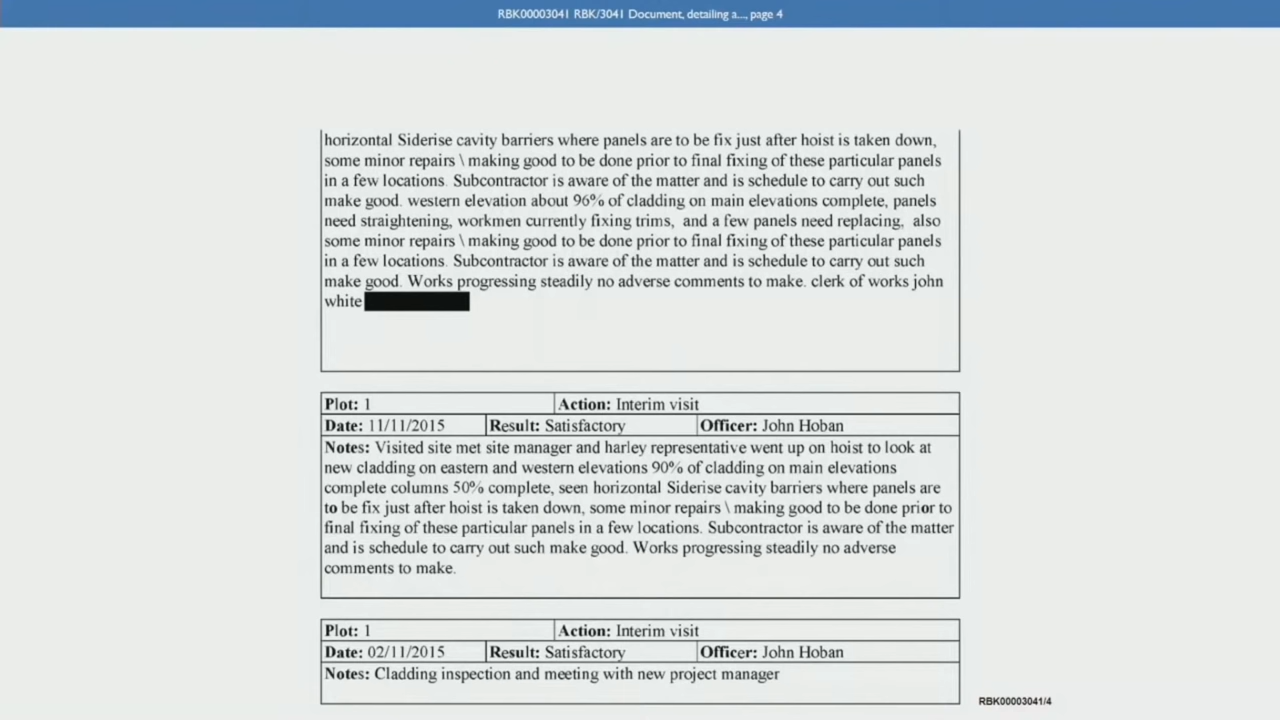 RBK00003041 RBK/3041 Document, detailing a..., page 4
horizontal Siderise cavity barriers where panels are to be fix just after hoist is taken down,
some minor repairs \ making good to be done prior to final fixing of these particular panels
in a few locations. Subcontractor is aware of the matter and is schedule to carry out such
make good. western elevation about 96% of cladding on main elevations complete, panels
need straightening, workmen currently fixing trims, and a few panels need replacing, also
some minor repairs \ making good to be done prior to final fixing of these particular panels
in a few locations. Subcontractor is aware of the matter and is schedule to carry out such
make good. Works progressing steadily no adverse comments to make. clerk of works john
white
Plot: 1 Action: Interim visit
Date: 11/11/2015 Result: Satisfactory Officer: John Hoban
Notes: Visited site met site manager and harley representative went up on hoist to look at
new cladding on eastern and western elevations 90% of cladding on main elevations
complete columns 50% complete, seen horizontal Siderise cavity barriers where panels are
to be fix just after hoist is taken down, some minor repairs \ making good to be done prior to
final fixing of these particular panels in a few locations. Subcontractor is aware of the matter
and is schedule to carry out such make good. Works progressing steadily no adverse
comments to make.
Plot: 1 Action: Interim visit
Date: 02/11/2015 Result: Satisfactory Officer: John Hoban
Notes: Cladding inspection and meeting with new project manager
RBK00003041/4